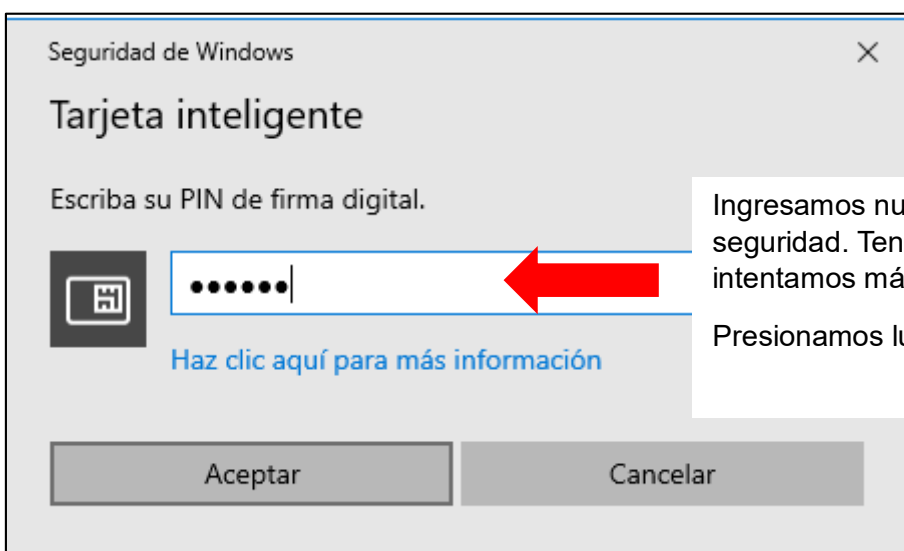 Seguridad de Windows
Tarjeta inteligente
Escriba su PIN de firma digital.
Ingresamos
seguridad.
intentamos
Presionamos
••••••
Haz clic aquí para más información
Aceptar
Cancelar